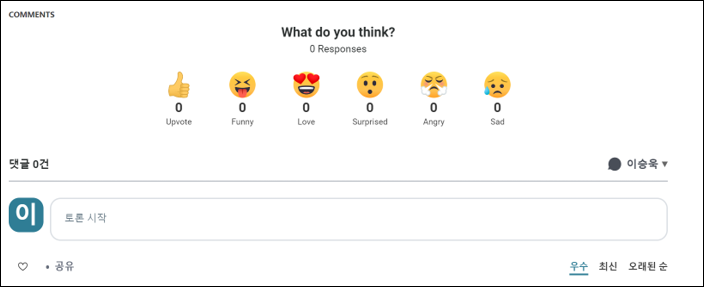 COMMENTS
What do you think?
0 Responses
0 0 0 0 0 0
Upvote Funny Love Surprised Angry Sad
댓글 0건 이승욱 ▼
이 토론 시작
• 공유 우수 최신 오래된 순